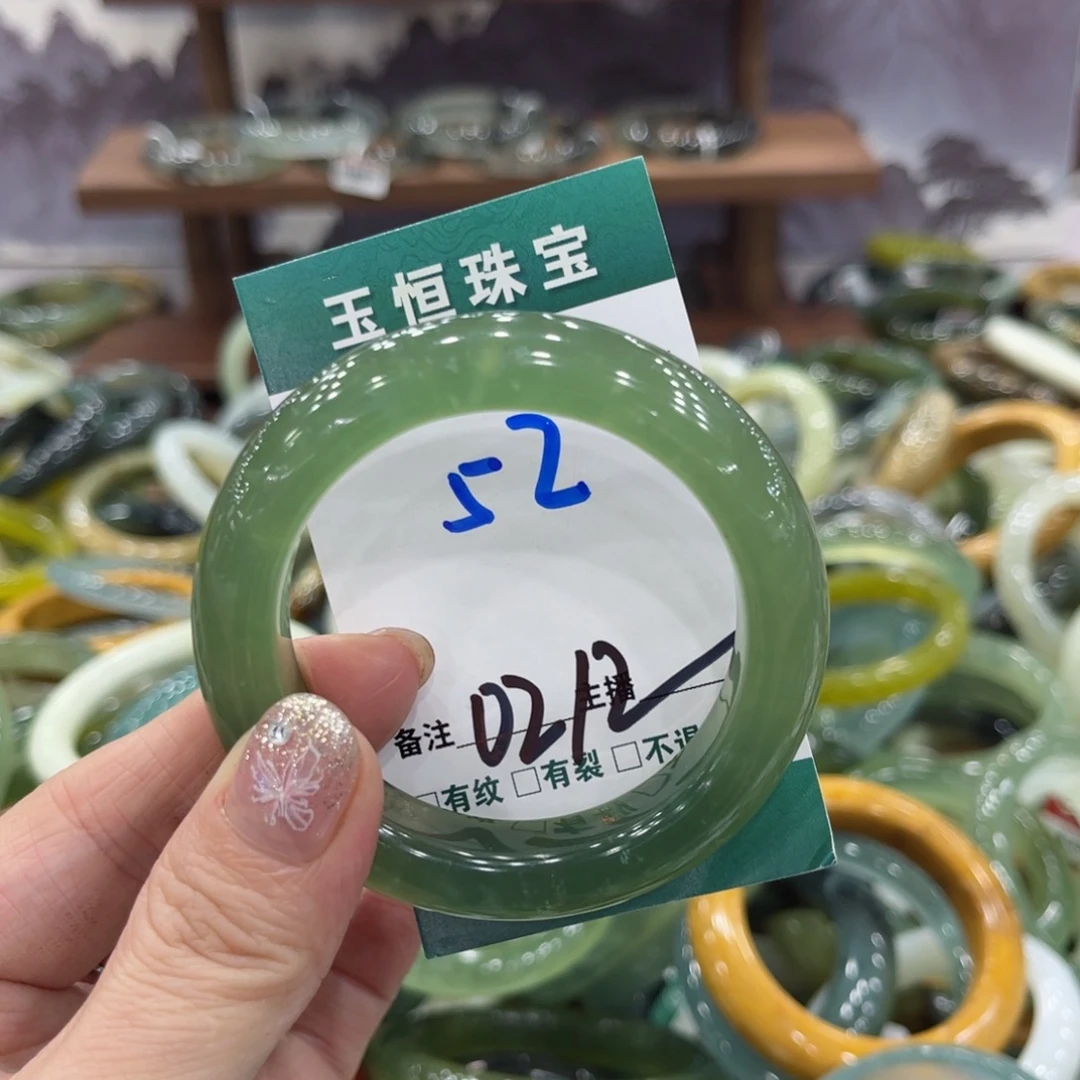 玉恒珠宝
52
主播
备注 0212
□有纹 □有裂 □不退